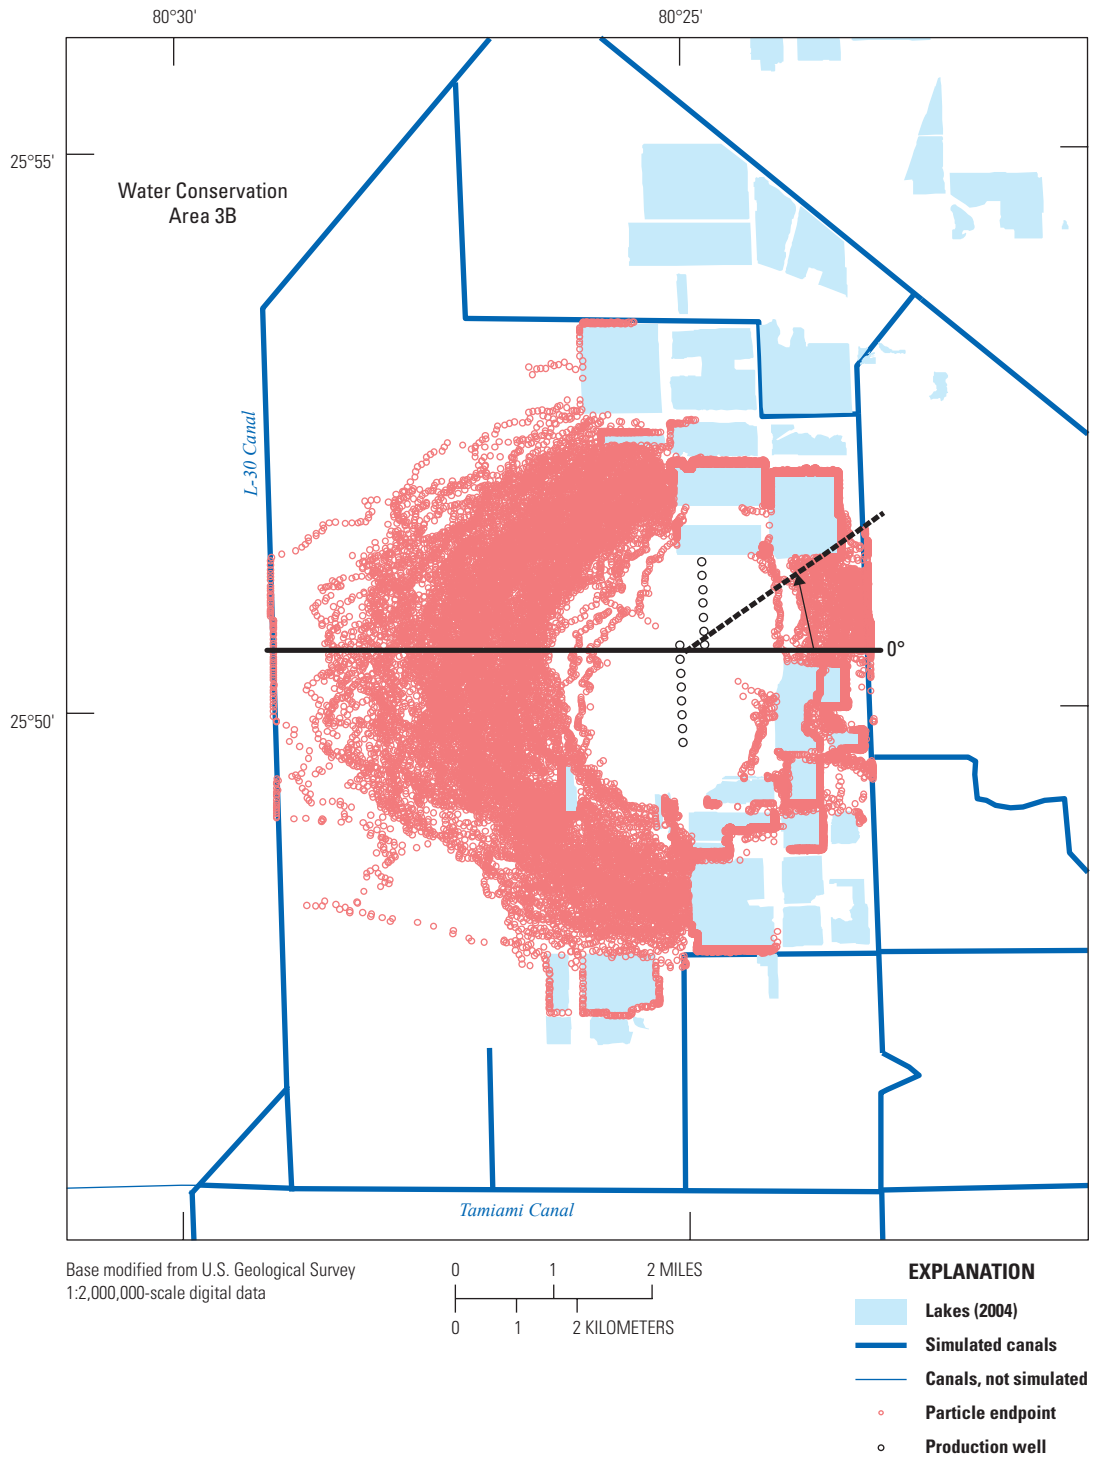 80°30'
80°25'
25°55'
Water Conservation
Area 3B
L-30 Canal
0°
25°50'
Tamiami Canal
Base modified from U.S. Geological Survey
1:2,000,000-scale digital data
0 1 2 MILES
0 1 2 KILOMETERS
EXPLANATION
Lakes (2004)
Simulated canals
Canals, not simulated
Particle endpoint
Production well